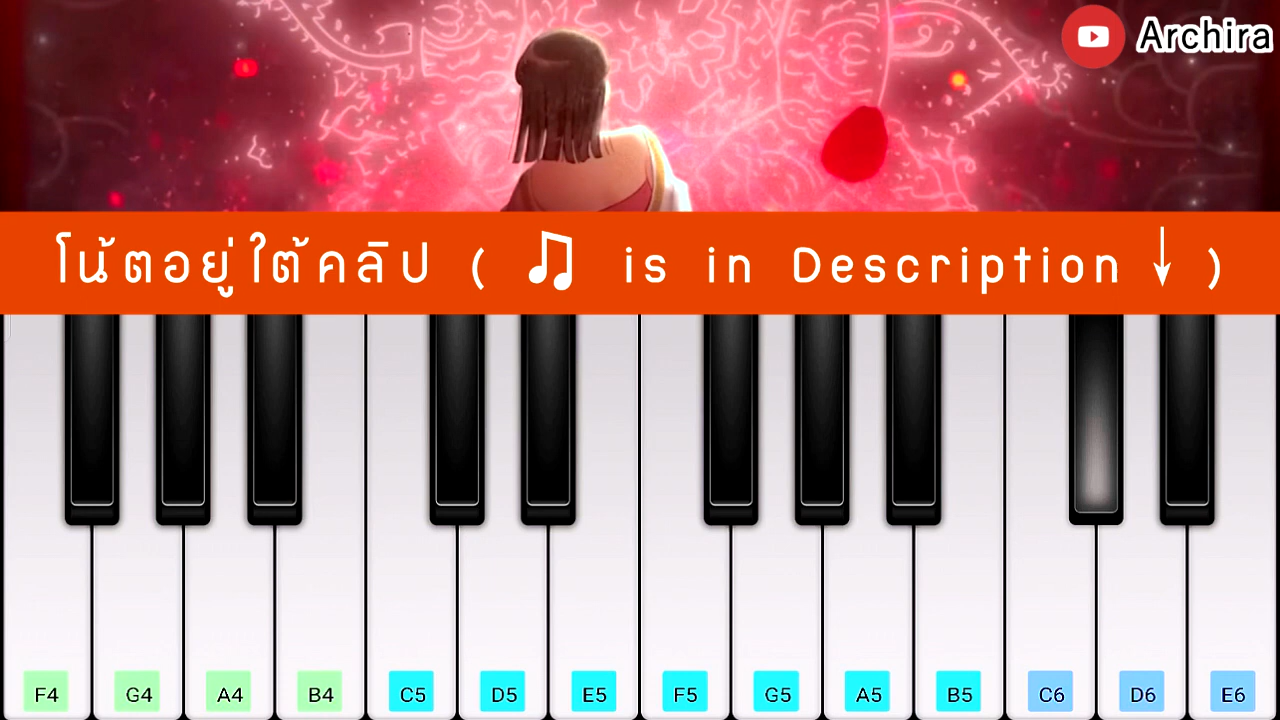 Archira
โน้ตอยู่ใต้คลิป ( ♫ is in Description ↓ )
F4 G4 A4 B4 C5 D5 E5 F5 G5 A5 B5 C6 D6 E6